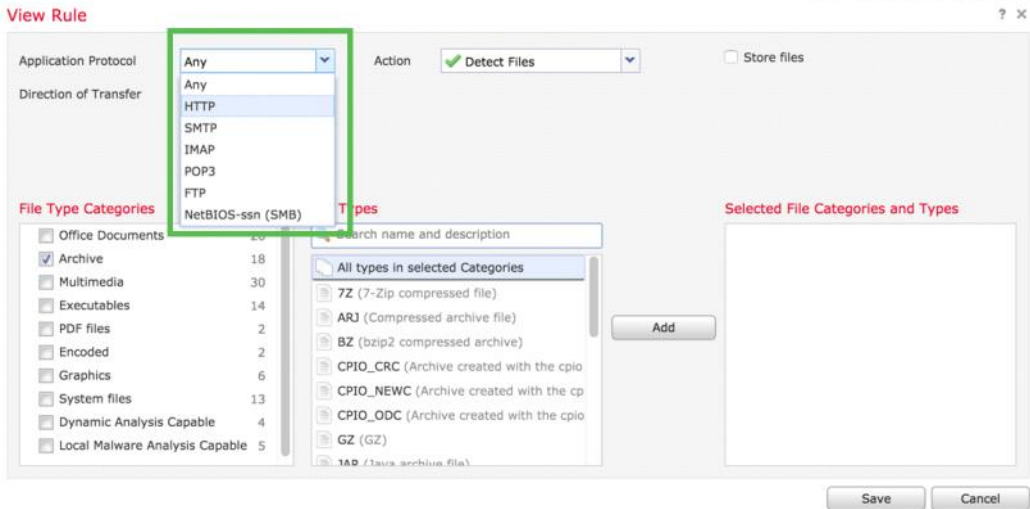 View Rule ? ×
Application Protocol Any Action Detect Files Store files
Direction of Transfer
Any
HTTP
SMTP
IMAP
POP3
FTP
NetBIOS-ssn (SMB)
File Type Categories Types Selected File Categories and Types
Office Documents 20
Archive 18
Multimedia 30
Executables 14
PDF files 2
Encoded 2
Graphics 6
System files 13
Dynamic Analysis Capable 4
Local Malware Analysis Capable 5
Search name and description
All types in selected Categories
7Z (7-Zip compressed file)
ARJ (Compressed archive file)
BZ (bzip2 compressed archive)
CPIO_CRC (Archive created with the cpio
CPIO_NEWC (Archive created with the cp
CPIO_ODC (Archive created with the cpio
GZ (GZ)
JAR (Java archive file)
Add
Save Cancel